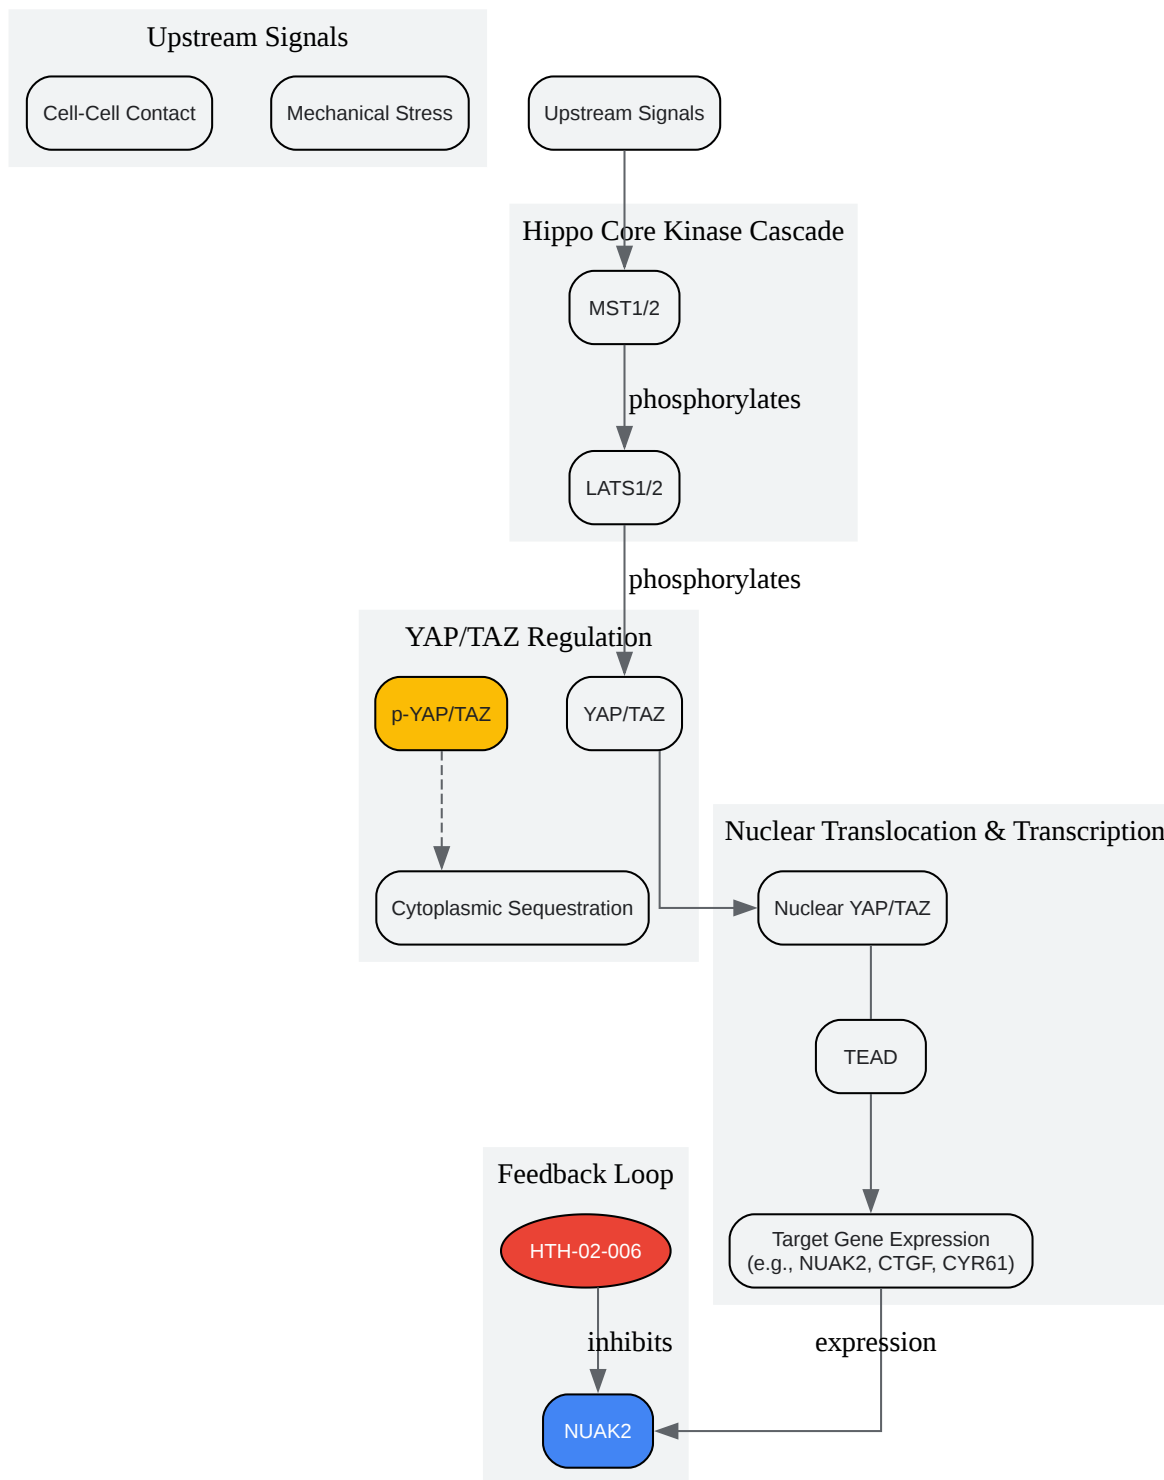 Upstream Signals
Cell-Cell Contact
Mechanical Stress
Upstream Signals
Hippo Core Kinase Cascade
MST1/2
phosphorylates
LATS1/2
phosphorylates
YAP/TAZ Regulation
p-YAP/TAZ
YAP/TAZ
Nuclear Translocation & Transcription
Cytoplasmic Sequestration
Nuclear YAP/TAZ
TEAD
Feedback Loop
HTH-02-006
Target Gene Expression
(e.g., NUAK2, CTGF, CYR61)
inhibits
expression
NUAK2